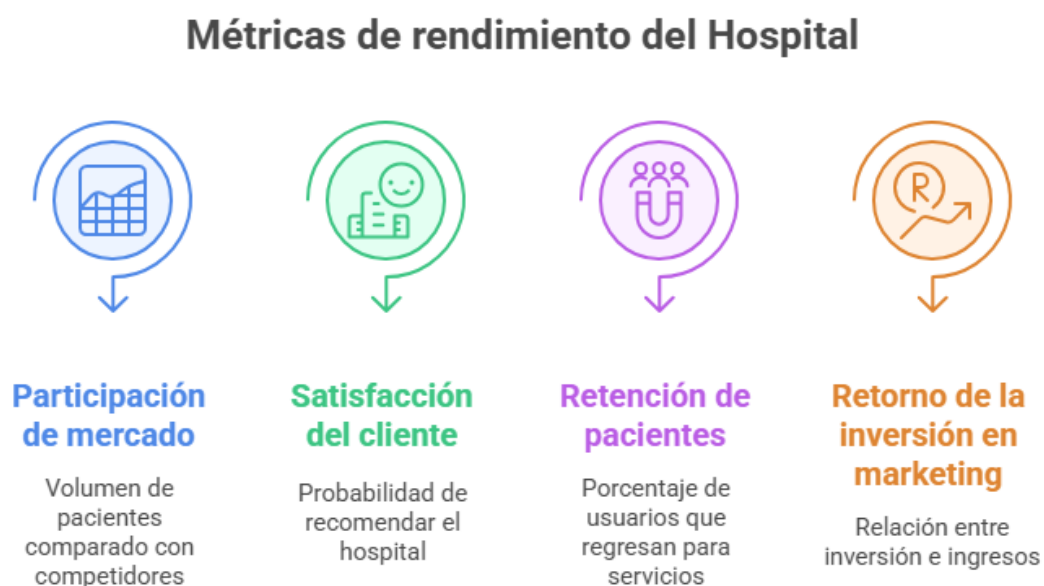 Métricas de rendimiento del Hospital
Participación
de mercado
Volumen de
pacientes
comparado con
competidores
Satisfacción
del cliente
Probabilidad de
recomendar el
hospital
Retención de
pacientes
Porcentaje de
usuarios que
regresan para
servicios
R
Retorno de la
inversión en
marketing
Relación entre
inversión e ingresos